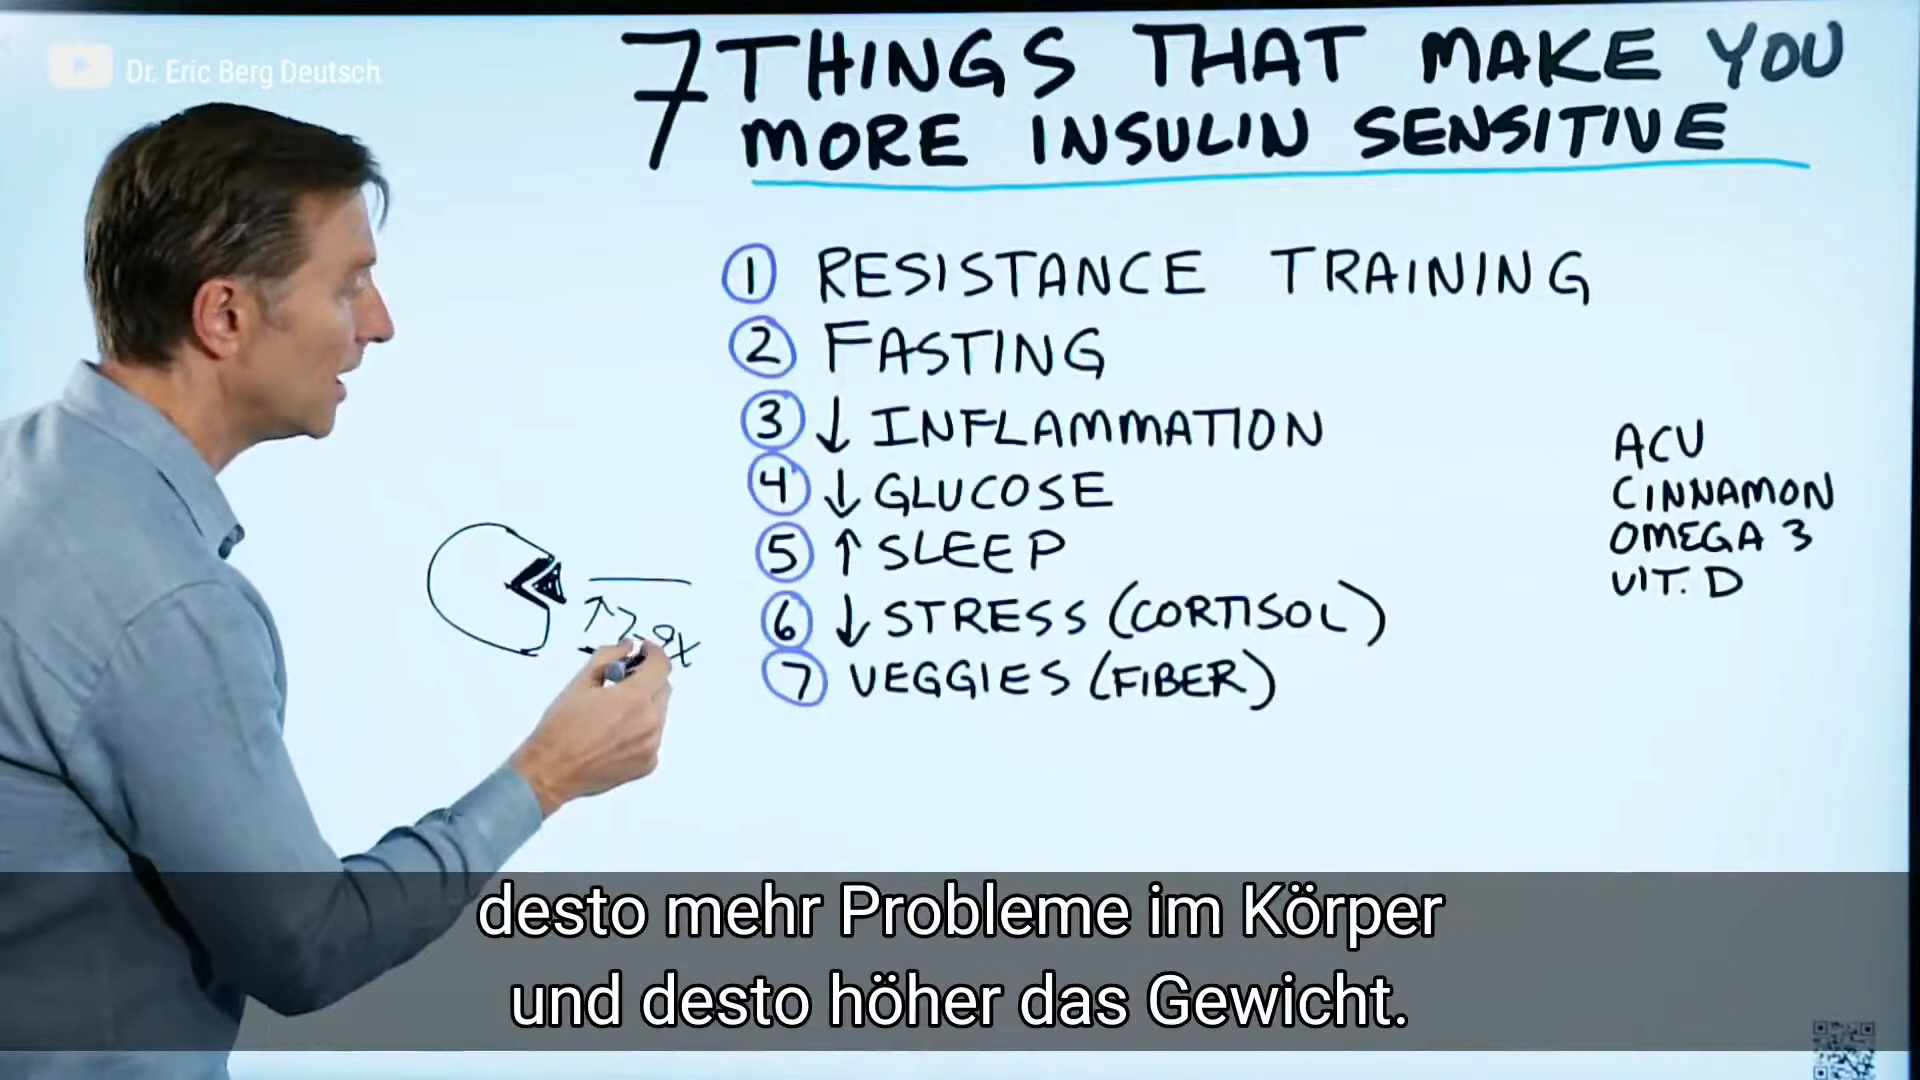 Dr. Eric Berg Deutsch
7 THINGS THAT MAKE YOU
MORE INSULIN SENSITIVE
1 RESISTANCE TRAINING
2 FASTING
3 ↓ INFLAMMATION
4 ↓ GLUCOSE
5 ↑ SLEEP
6 ↓ STRESS (CORTISOL)
7 VEGGIES (FIBER)
ACV
CINNAMON
OMEGA 3
VIT. D
desto mehr Probleme im Körper
und desto höher das Gewicht.